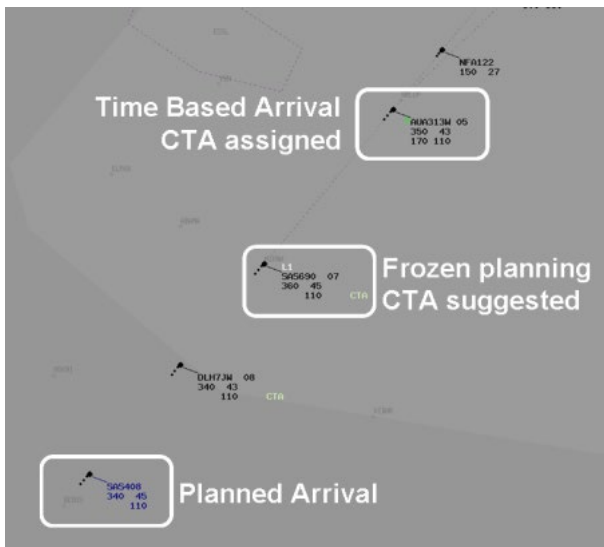 NFA122
150 27
Time Based Arrival
CTA assigned
AUA313W 05
350 43
170 110
L1
SAS690 07
360 45
110 CTA
Frozen planning
CTA suggested
DLH7JW 08
340 43
110 CTA
SAS408
340 45
110
Planned Arrival